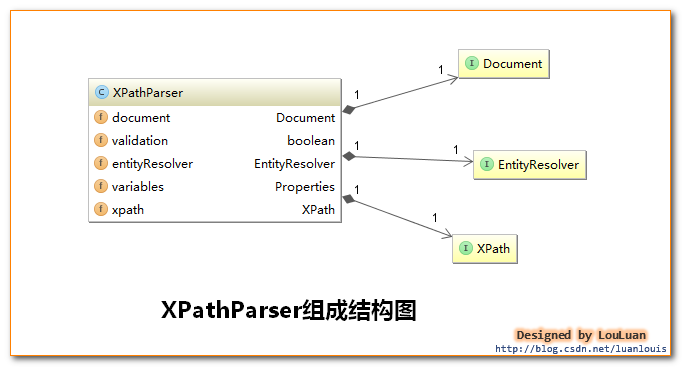 C XPathParser
f document Document
f validation boolean
f entityResolver EntityResolver
f variables Properties
f xpath XPath
1 1
I Document
1 1
I EntityResolver
1 1
I XPath
XPathParser组成结构图
Designed by LouLuan
http://blog.csdn.net/luanlouis